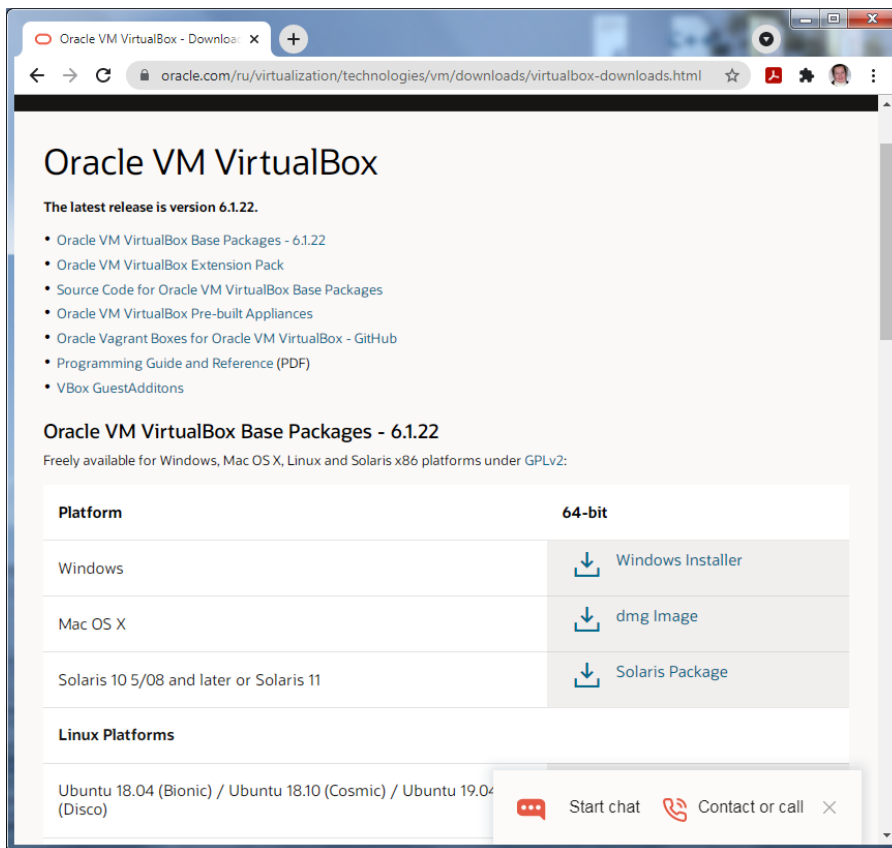 Oracle VM VirtualBox - Downloa
oracle.com/ru/virtualization/technologies/vm/downloads/virtualbox-downloads.html
Oracle VM VirtualBox
The latest release is version 6.1.22.
• Oracle VM VirtualBox Base Packages - 6.1.22
• Oracle VM VirtualBox Extension Pack
• Source Code for Oracle VM VirtualBox Base Packages
• Oracle VM VirtualBox Pre-built Appliances
• Oracle Vagrant Boxes for Oracle VM VirtualBox - GitHub
• Programming Guide and Reference (PDF)
• VBox GuestAdditons
Oracle VM VirtualBox Base Packages - 6.1.22
Freely available for Windows, Mac OS X, Linux and Solaris x86 platforms under GPLv2:
Platform 64-bit
Windows Windows Installer
Mac OS X dmg Image
Solaris 10 5/08 and later or Solaris 11 Solaris Package
Linux Platforms
Ubuntu 18.04 (Bionic) / Ubuntu 18.10 (Cosmic) / Ubuntu 19.04
(Disco)
Start chat Contact or call